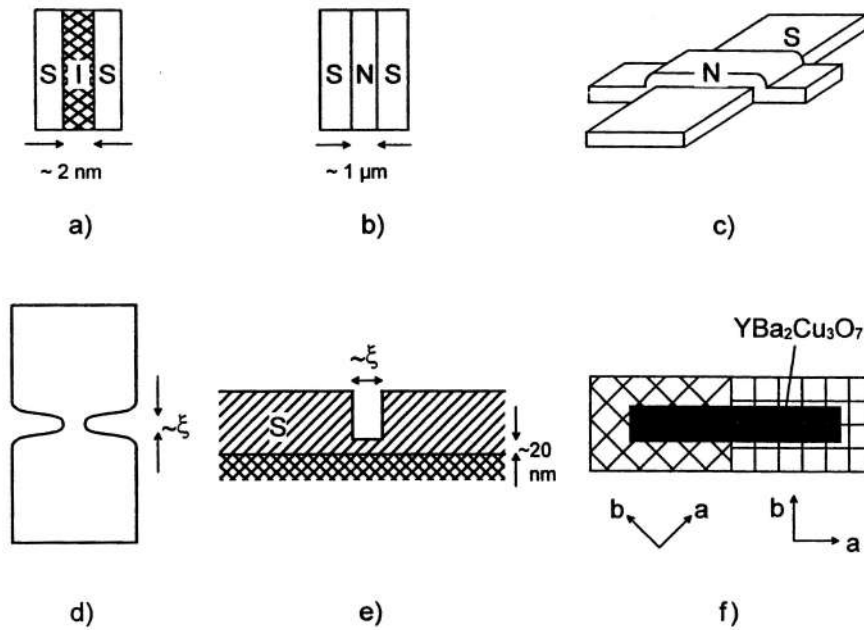 S I S
~ 2 nm
a)
S N S
~ 1 µm
b)
S
N
c)
~ξ
d)
~ξ
S
~20
nm
e)
YBa₂Cu₃O₇
b a
b
a
f)